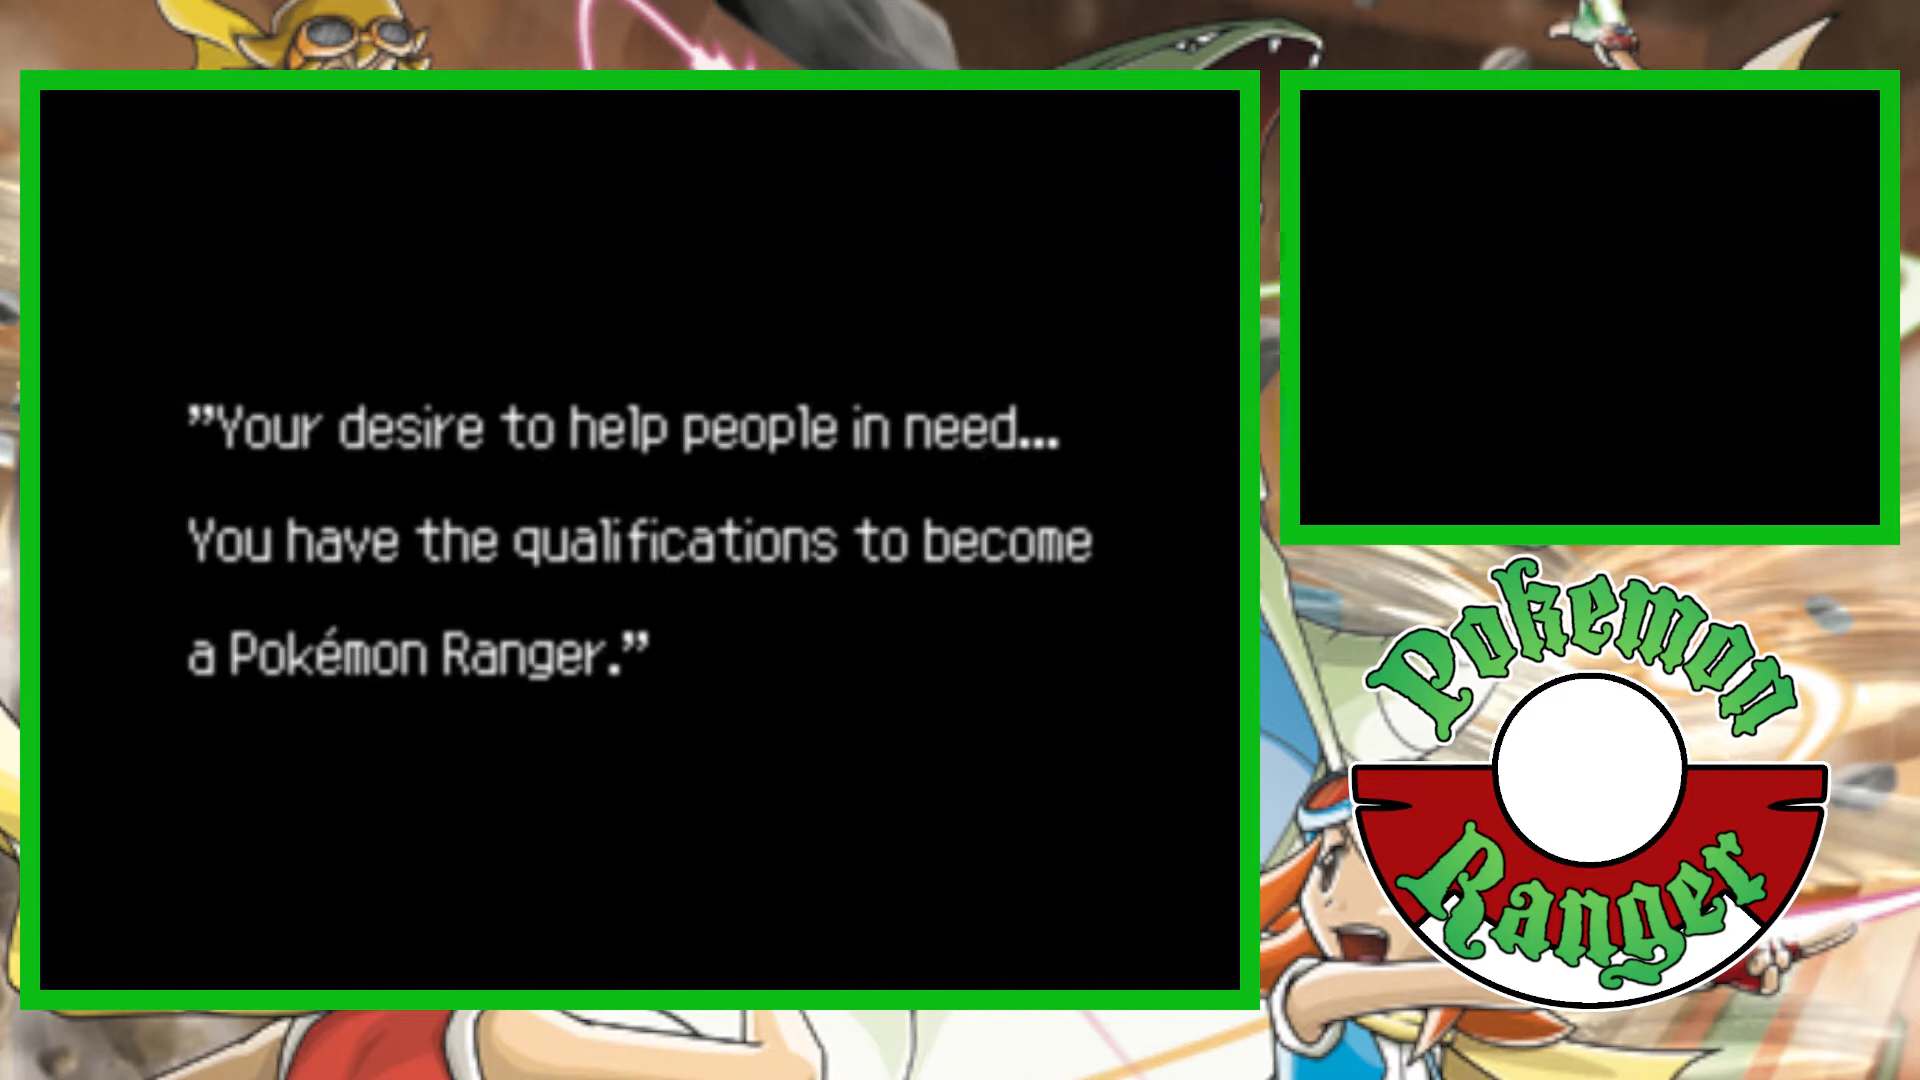 ”Your desire to help people in need...
You have the qualifications to become
a Pokémon Ranger.”
Pokemon
Ranger